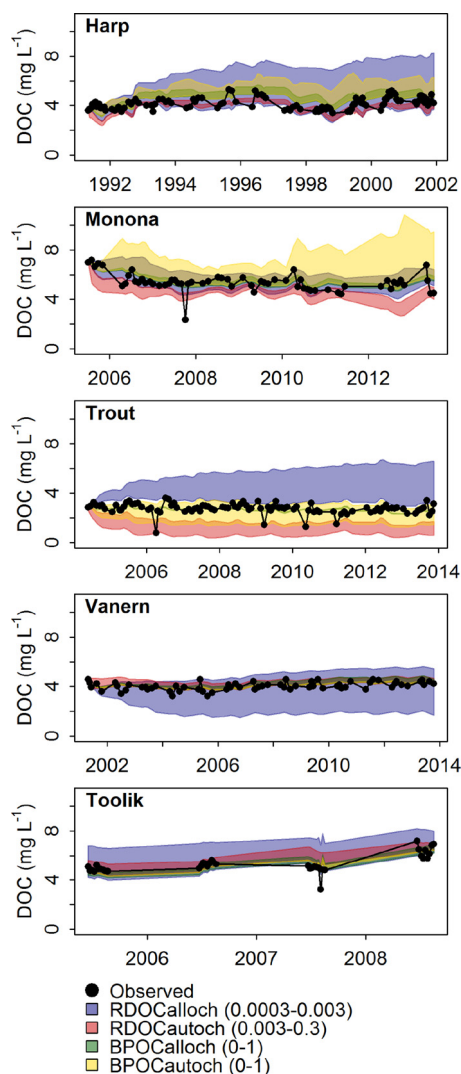 Harp
DOC (mg L⁻¹)
8
4
0
1992 1994 1996 1998 2000 2002
Monona
DOC (mg L⁻¹)
8
4
0
2006 2008 2010 2012
Trout
DOC (mg L⁻¹)
8
4
0
2006 2008 2010 2012 2014
Vanern
DOC (mg L⁻¹)
8
4
0
2002 2004 2006 2008 2010 2012 2014
Toolik
DOC (mg L⁻¹)
8
4
0
2006 2007 2008
Observed
RDOCalloch (0.0003-0.003)
RDOCautoch (0.003-0.3)
BPOCalloch (0-1)
BPOCautoch (0-1)